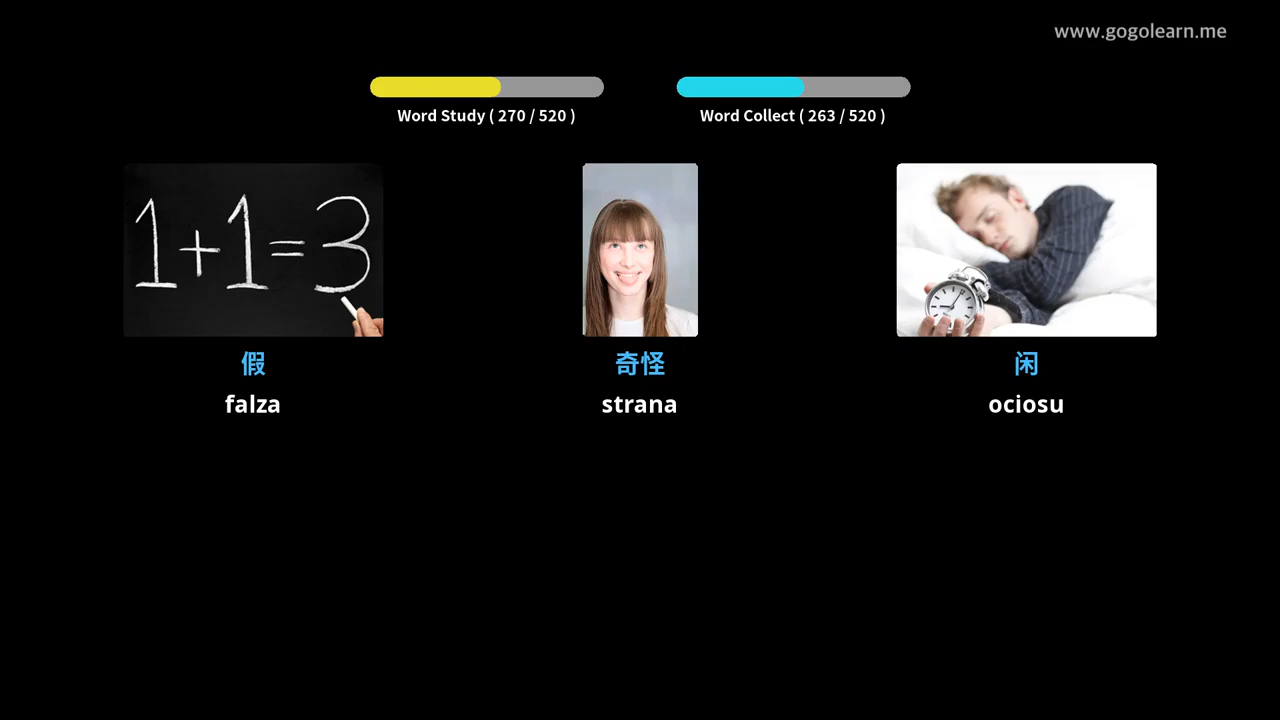 www.gogolearn.me
Word Study ( 270 / 520 )
Word Collect ( 263 / 520 )
1+1=3
假
奇怪
闲
falza
strana
ociosu